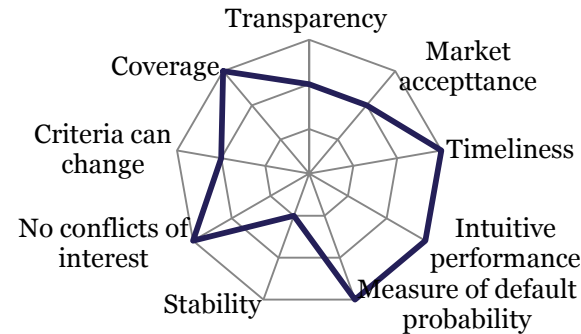 Transparency
Market
accepttance
Timeliness
Intuitive
performance
Measure of default
probability
Stability
No conflicts of
interest
Criteria can
change
Coverage